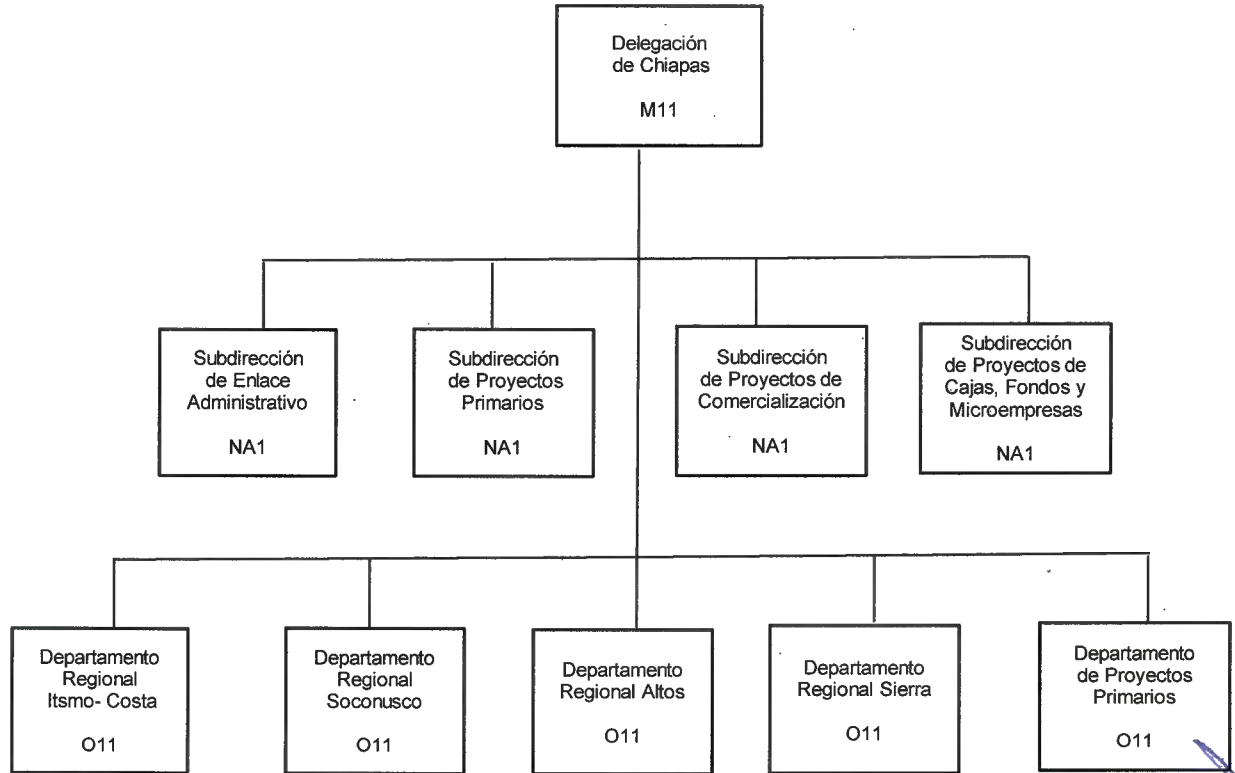 Delegación
de Chiapas
M11
Subdirección
de Enlace
Administrativo
NA1
Subdirección
de Proyectos
Primarios
NA1
Subdirección
de Proyectos de
Comercialización
NA1
Subdirección
de Proyectos de
Cajas, Fondos y
Microempresas
NA1
Departamento
Regional
Itsmo- Costa
O11
Departamento
Regional
Soconusco
O11
Departamento
Regional Altos
O11
Departamento
Regional Sierra
O11
Departamento
de Proyectos
Primarios
O11